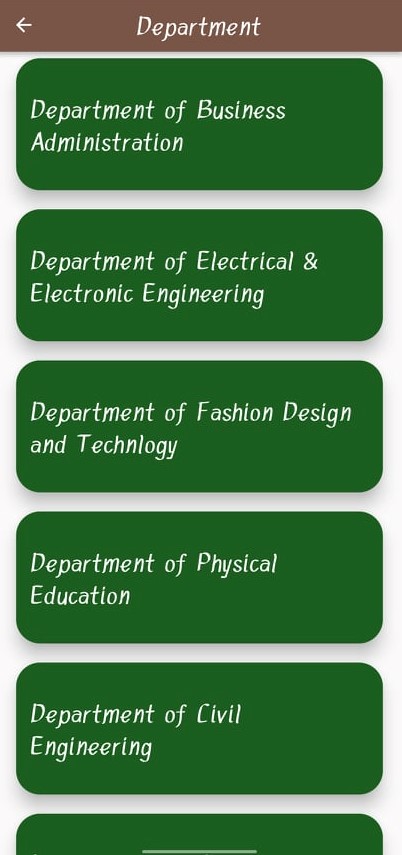 Department
Department of Business
Administration
Department of Electrical &
Electronic Engineering
Department of Fashion Design
and Technlogy
Department of Physical
Education
Department of Civil
Engineering